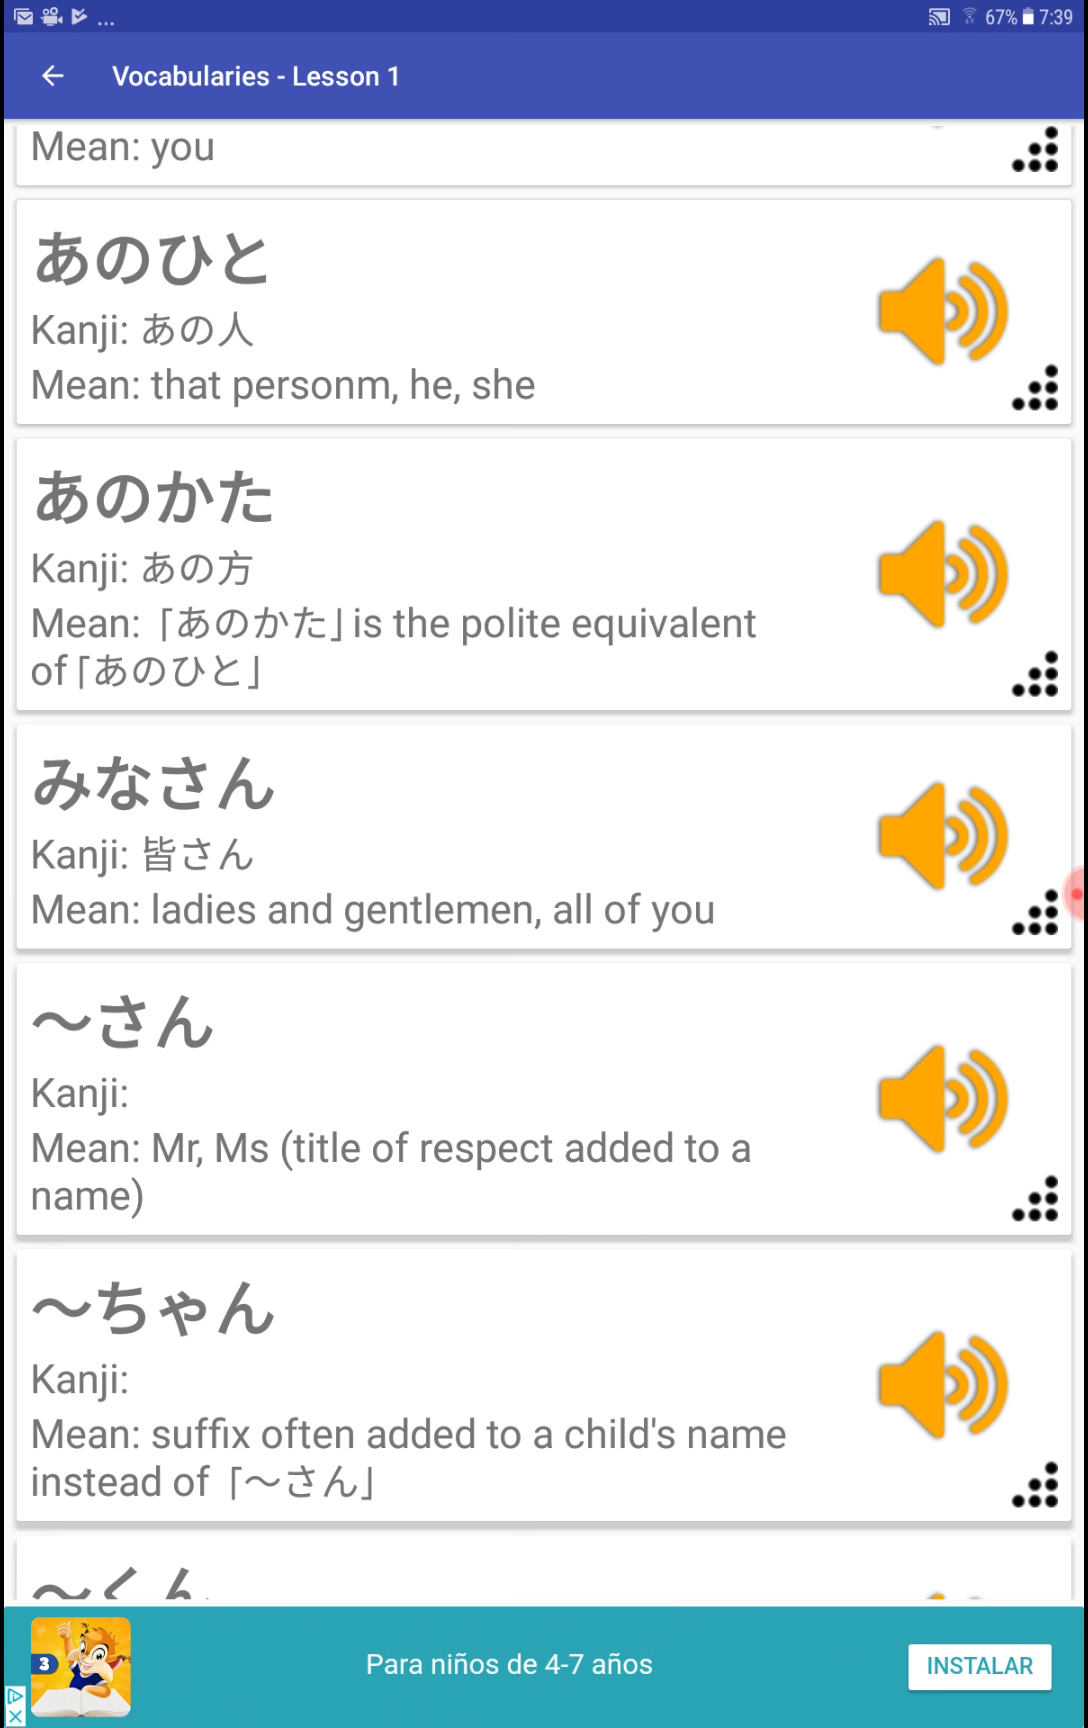 ... 67% 7:39
Vocabularies - Lesson 1
Mean: you
あのひと
Kanji: あの人
Mean: that personm, he, she
あのかた
Kanji: あの方
Mean: 「あのかた」is the polite equivalent
of「あのひと」
みなさん
Kanji: 皆さん
Mean: ladies and gentlemen, all of you
～さん
Kanji:
Mean: Mr, Ms (title of respect added to a
name)
～ちゃん
Kanji:
Mean: suffix often added to a child's name
instead of 「～さん」
～くん
3
Para niños de 4-7 años
INSTALAR